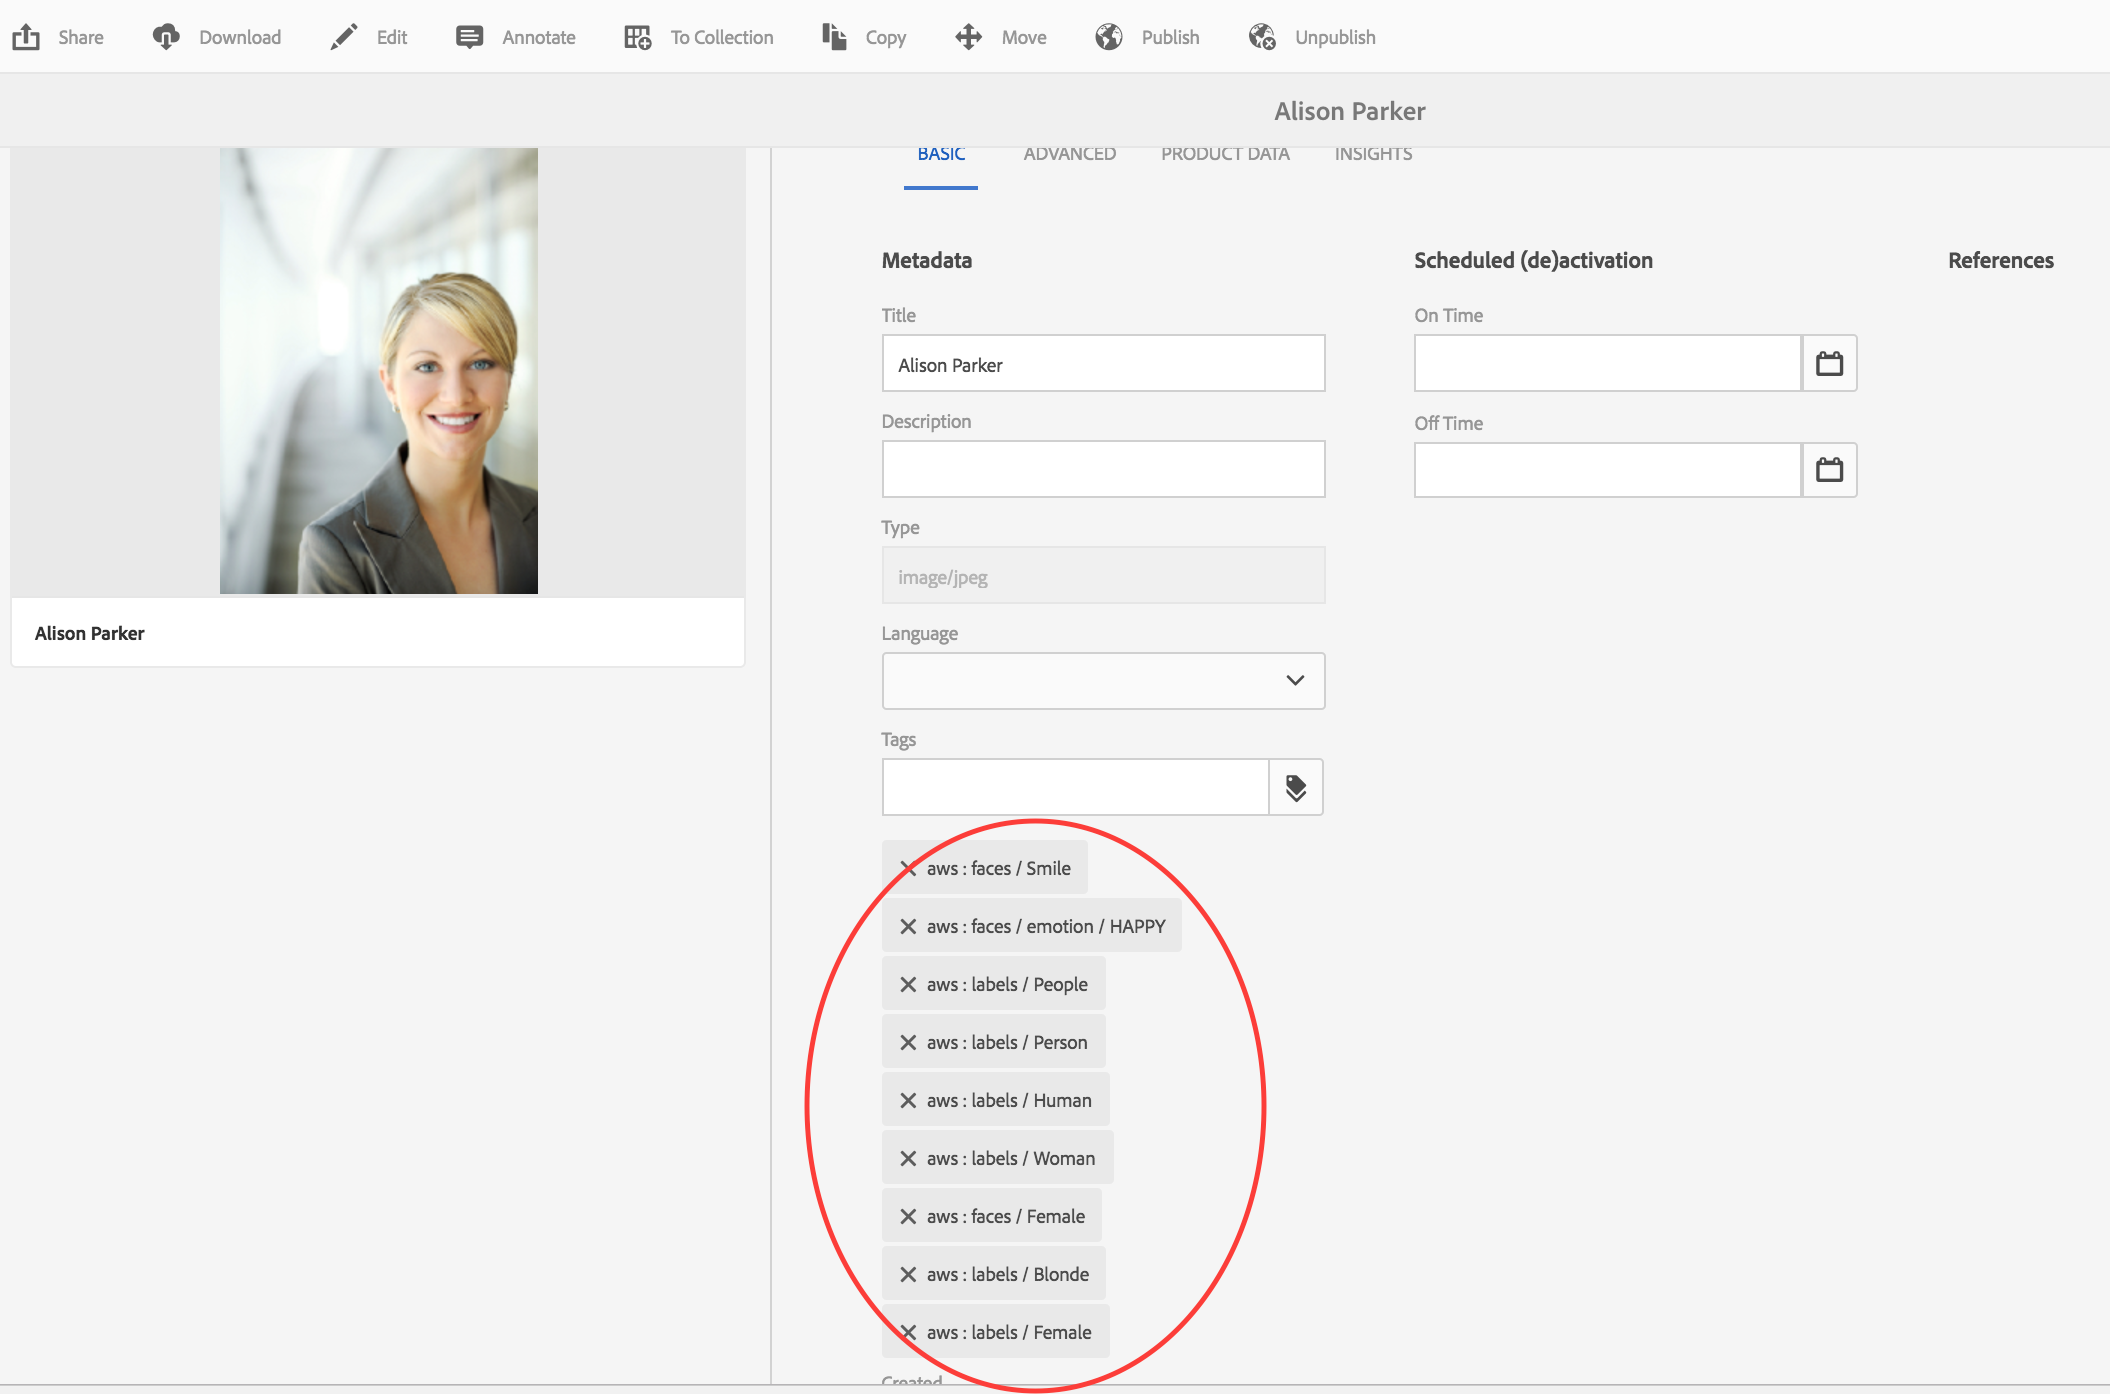 Share Download Edit Annotate To Collection Copy Move Publish Unpublish
Alison Parker
BASIC ADVANCED PRODUCT DATA INSIGHTS
Alison Parker
Metadata
Title
Alison Parker
Description
Type
image/jpeg
Language
Tags
aws : faces / Smile
aws : faces / emotion / HAPPY
aws : labels / People
aws : labels / Person
aws : labels / Human
aws : labels / Woman
aws : faces / Female
aws : labels / Blonde
aws : labels / Female
Created
Scheduled (de)activation
On Time
Off Time
References